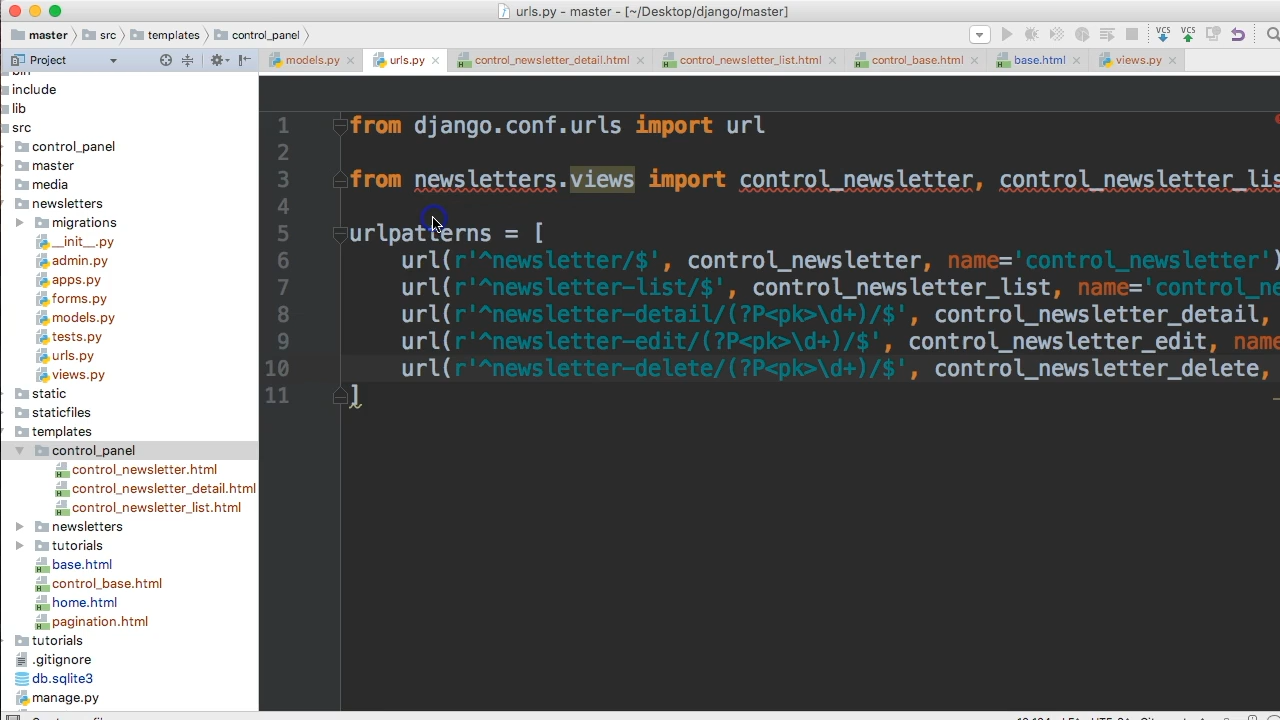 urls.py - master - [~/Desktop/django/master]
master src templates control_panel
Project models.py urls.py control_newsletter_detail.html control_newsletter_list.html control_base.html base.html views.py
include
lib
src
control_panel
master
media
newsletters
migrations
__init__.py
admin.py
apps.py
forms.py
models.py
tests.py
urls.py
views.py
static
staticfiles
templates
control_panel
control_newsletter.html
control_newsletter_detail.html
control_newsletter_list.html
newsletters
tutorials
base.html
control_base.html
home.html
pagination.html
tutorials
.gitignore
db.sqlite3
manage.py
VCS VCS
1 from django.conf.urls import url
2
3 from newsletters.views import control_newsletter, control_newsletter_lis
4
5 urlpatterns = [
6 url(r'^newsletter/$', control_newsletter, name='control_newsletter')
7 url(r'^newsletter-list/$', control_newsletter_list, name='control_ne
8 url(r'^newsletter-detail/(?P<pk>\d+)/$', control_newsletter_detail,
9 url(r'^newsletter-edit/(?P<pk>\d+)/$', control_newsletter_edit, name
10 url(r'^newsletter-delete/(?P<pk>\d+)/$', control_newsletter_delete,
11 ]